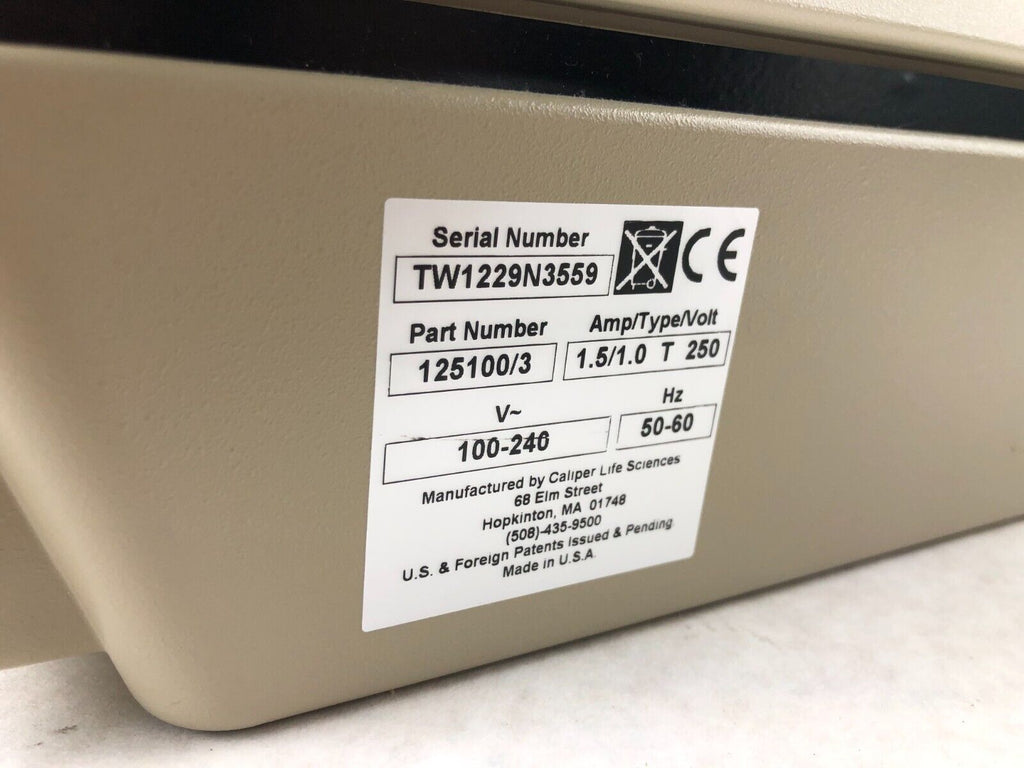 Serial Number
TW1229N3559
CE
Part Number
125100/3
Amp/Type/Volt
1.5/1.0 T 250
V~
100-240
Hz
50-60
Manufactured by Caliper Life Sciences
68 Elm Street
Hopkinton, MA 01748
(508)-435-9500
U.S. & Foreign Patents Issued & Pending
Made in U.S.A.